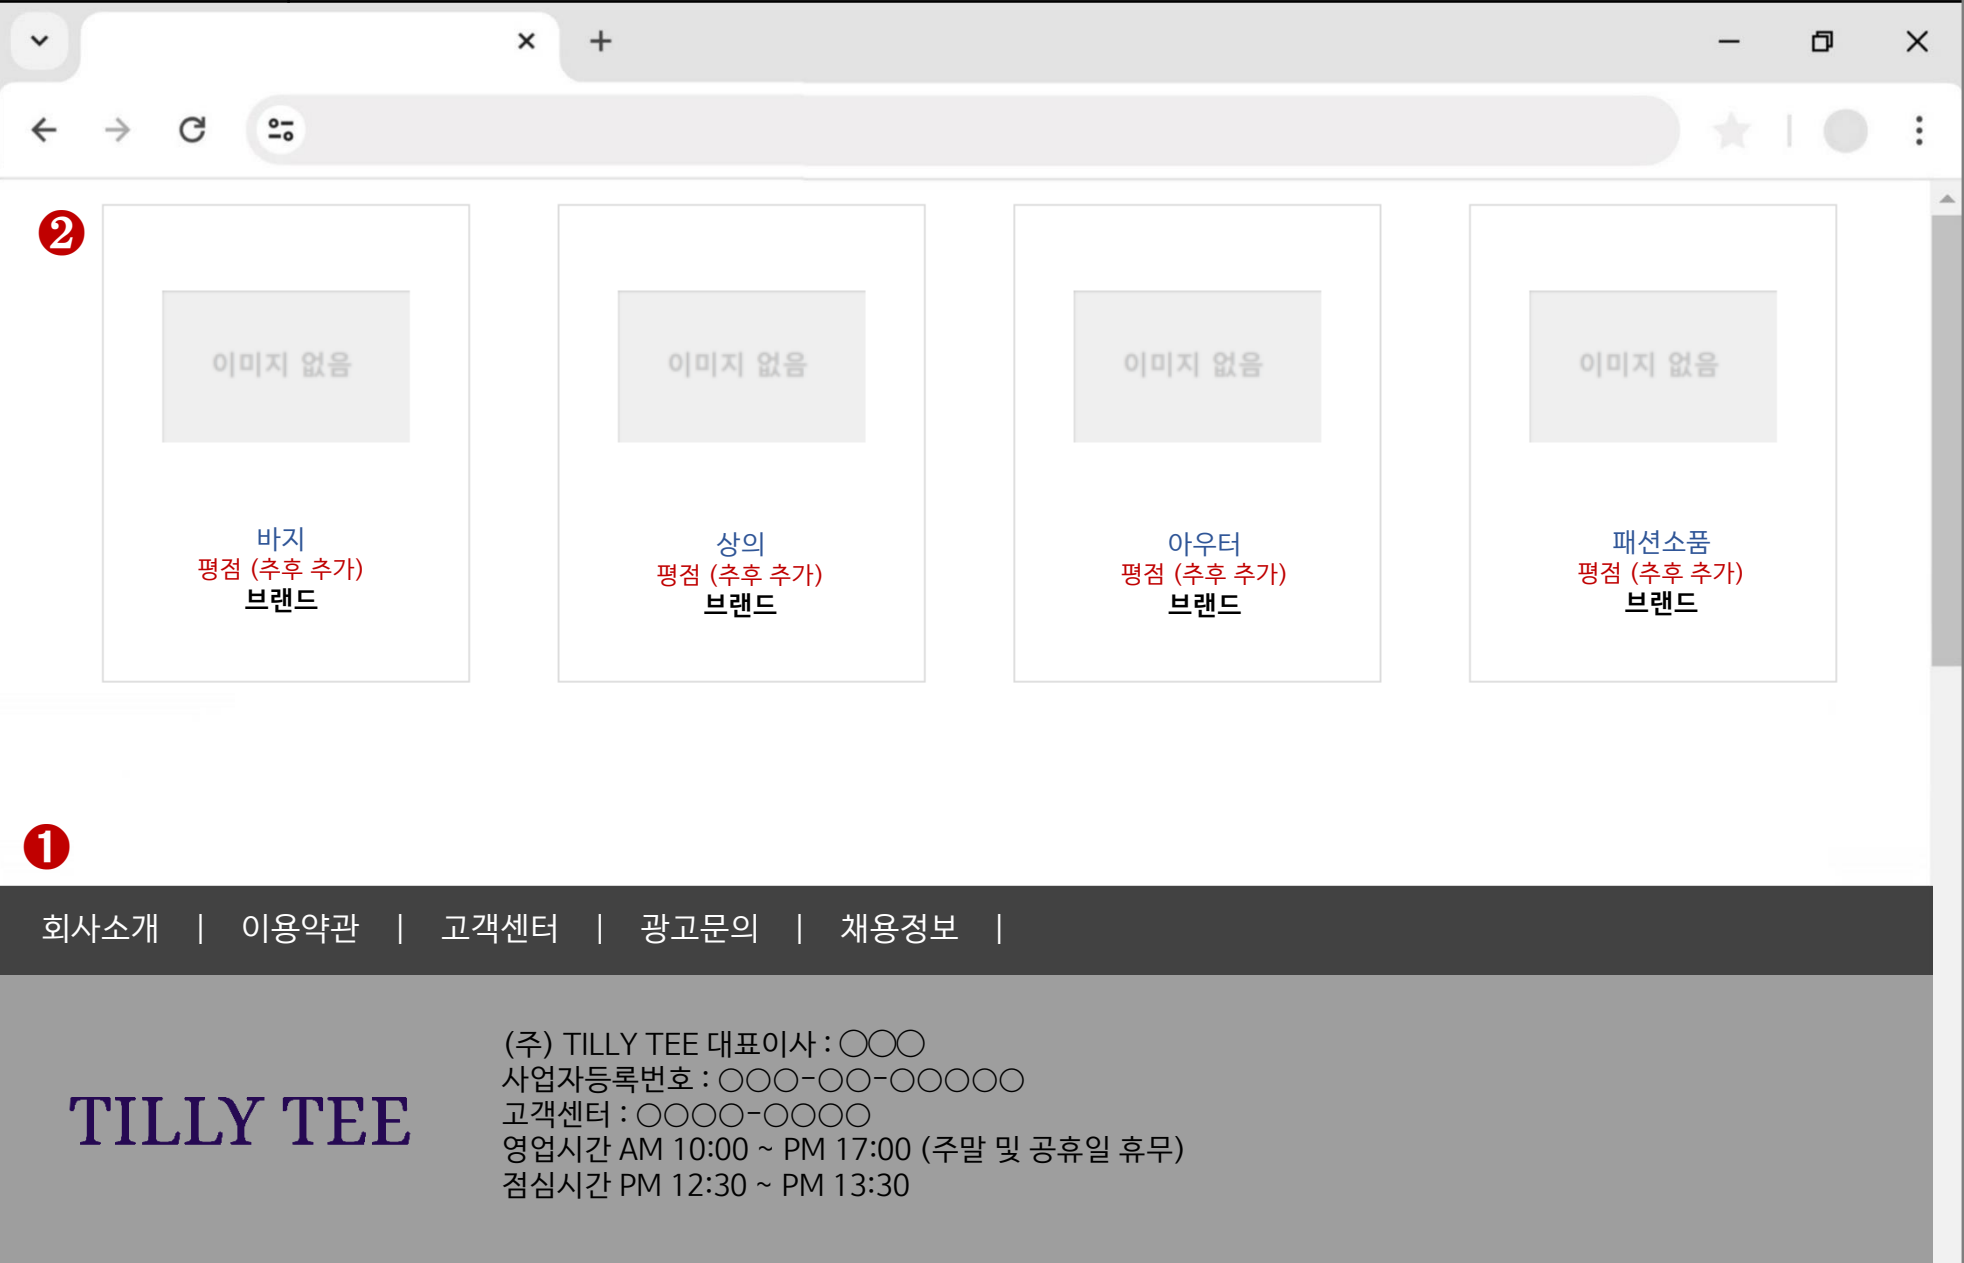 ❷
이미지 없음
바지
평점 (추후 추가)
브랜드
이미지 없음
상의
평점 (추후 추가)
브랜드
이미지 없음
아우터
평점 (추후 추가)
브랜드
이미지 없음
패션소품
평점 (추후 추가)
브랜드
❶
회사소개 | 이용약관 | 고객센터 | 광고문의 | 채용정보 |
TILLY TEE
(주) TILLY TEE 대표이사 : ○○○
사업자등록번호 : ○○○-○○-○○○○○
고객센터 : ○○○○-○○○○
영업시간 AM 10:00 ~ PM 17:00 (주말 및 공휴일 휴무)
점심시간 PM 12:30 ~ PM 13:30